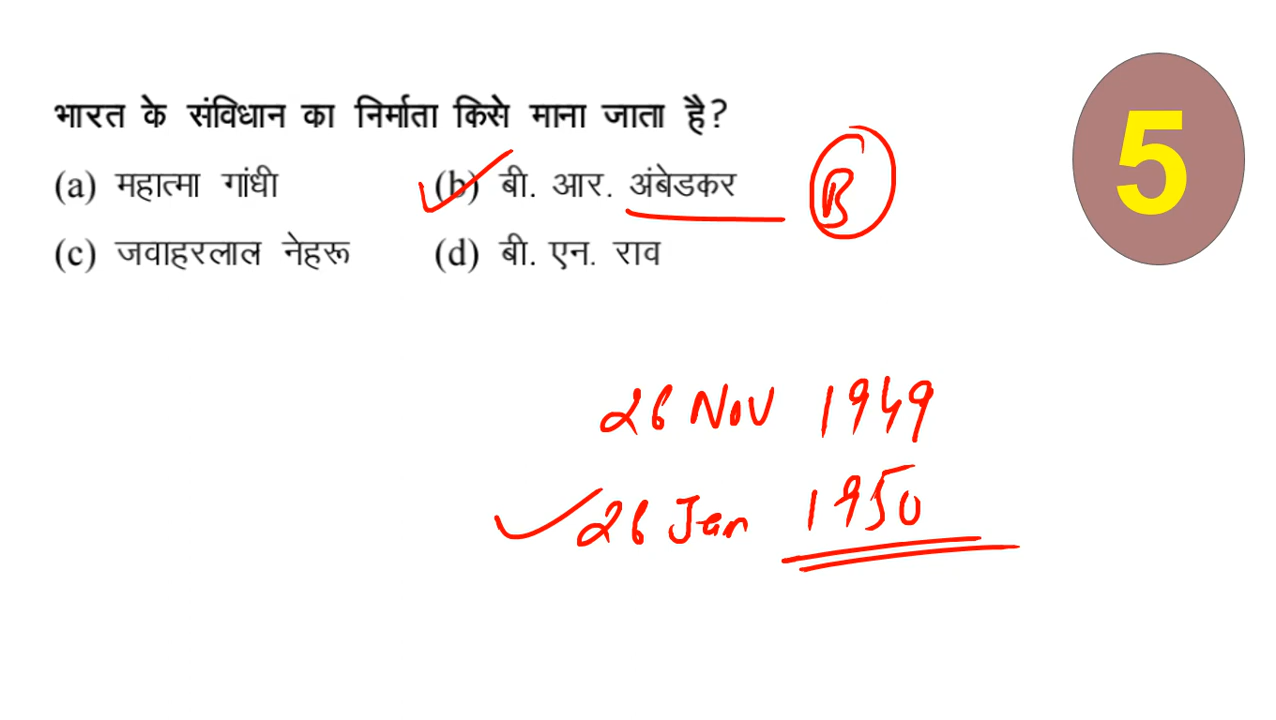 भारत के संविधान का निर्माता किसे माना जाता है?
5
(a) महात्मा गांधी (b) बी. आर. अंबेडकर
B
(c) जवाहरलाल नेहरू (d) बी. एन. राव
26 Nov 1949
26 Jan 1950